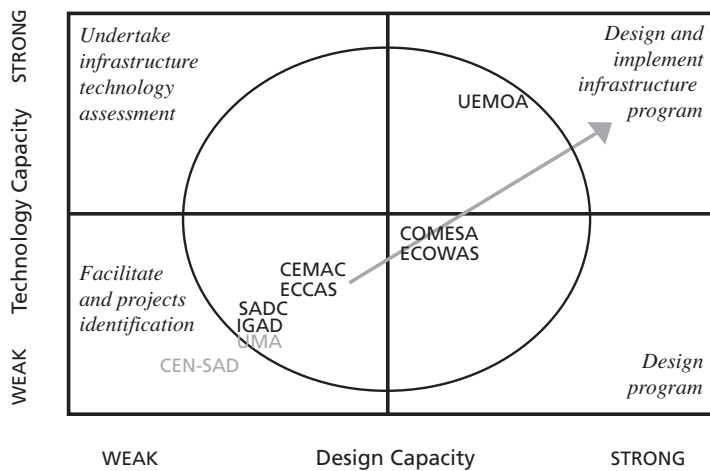 STRONG
Technology Capacity
WEAK
Undertake
infrastructure
technology
assessment
Design and
implement
infrastructure
program
UEMOA
COMESA
ECOWAS
Facilitate
and projects
identification
CEMAC
ECCAS
SADC
IGAD
UMA
CEN-SAD
Design
program
WEAK
Design Capacity
STRONG